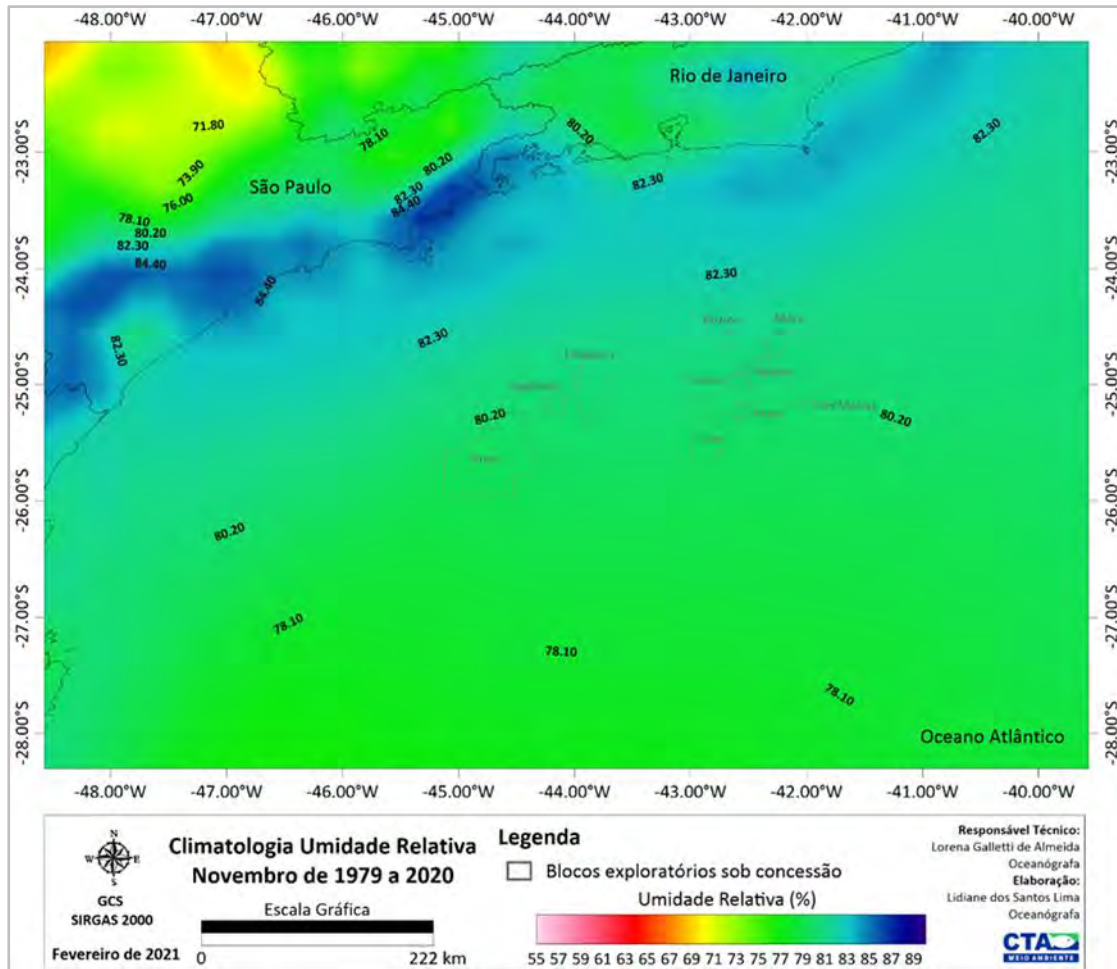 -48.00°W -47.00°W -46.00°W -45.00°W -44.00°W -43.00°W -42.00°W -41.00°W -40.00°W
Rio de Janeiro
71.80
78.10
80.20
82.30
-23.00°S
-23.00°S
73.90
80.20
São Paulo
82.30
82.30
76.00
84.40
78.10
80.20
82.30
84.40
-24.00°S
-24.00°S
82.30
84.40
82.30
82.30
-25.00°S
-25.00°S
80.20
80.20
-26.00°S
-26.00°S
80.20
-27.00°S
-27.00°S
78.10
78.10
78.10
-28.00°S
-28.00°S
Oceano Atlântico
-48.00°W -47.00°W -46.00°W -45.00°W -44.00°W -43.00°W -42.00°W -41.00°W -40.00°W
N
W E
S
GCS
SIRGAS 2000
Fevereiro de 2021
Climatologia Umidade Relativa
Novembro de 1979 a 2020
Escala Gráfica
0 222 km
Legenda
Blocos exploratórios sob concessão
Umidade Relativa (%)
55 57 59 61 63 65 67 69 71 73 75 77 79 81 83 85 87 89
Responsável Técnico:
Lorena Galletti de Almeida
Oceanógrafa
Elaboração:
Lidiane dos Santos Lima
Oceanógrafa
CTA
MEIO AMBIENTE